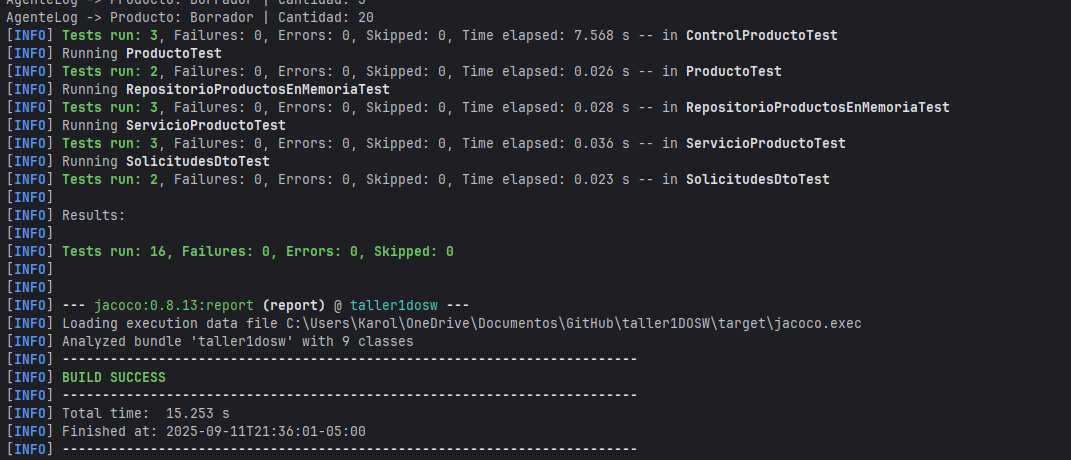 AgenteLog -> Producto: Borrador | Cantidad: 5
AgenteLog -> Producto: Borrador | Cantidad: 20
[INFO] Tests run: 3, Failures: 0, Errors: 0, Skipped: 0, Time elapsed: 7.568 s -- in ControlProductoTest
[INFO] Running ProductoTest
[INFO] Tests run: 2, Failures: 0, Errors: 0, Skipped: 0, Time elapsed: 0.026 s -- in ProductoTest
[INFO] Running RepositorioProductosEnMemoriaTest
[INFO] Tests run: 3, Failures: 0, Errors: 0, Skipped: 0, Time elapsed: 0.028 s -- in RepositorioProductosEnMemoriaTest
[INFO] Running ServicioProductoTest
[INFO] Tests run: 3, Failures: 0, Errors: 0, Skipped: 0, Time elapsed: 0.036 s -- in ServicioProductoTest
[INFO] Running SolicitudesDtoTest
[INFO] Tests run: 2, Failures: 0, Errors: 0, Skipped: 0, Time elapsed: 0.023 s -- in SolicitudesDtoTest
[INFO]
[INFO] Results:
[INFO]
[INFO] Tests run: 16, Failures: 0, Errors: 0, Skipped: 0
[INFO]
[INFO]
[INFO] --- jacoco:0.8.13:report (report) @ taller1dosw ---
[INFO] Loading execution data file C:\Users\Karol\OneDrive\Documentos\GitHub\taller1DOSW\target\jacoco.exec
[INFO] Analyzed bundle 'taller1dosw' with 9 classes
[INFO] ------------------------------------------------------------------------
[INFO] BUILD SUCCESS
[INFO] ------------------------------------------------------------------------
[INFO] Total time:  15.253 s
[INFO] Finished at: 2025-09-11T21:36:01-05:00
[INFO] ------------------------------------------------------------------------